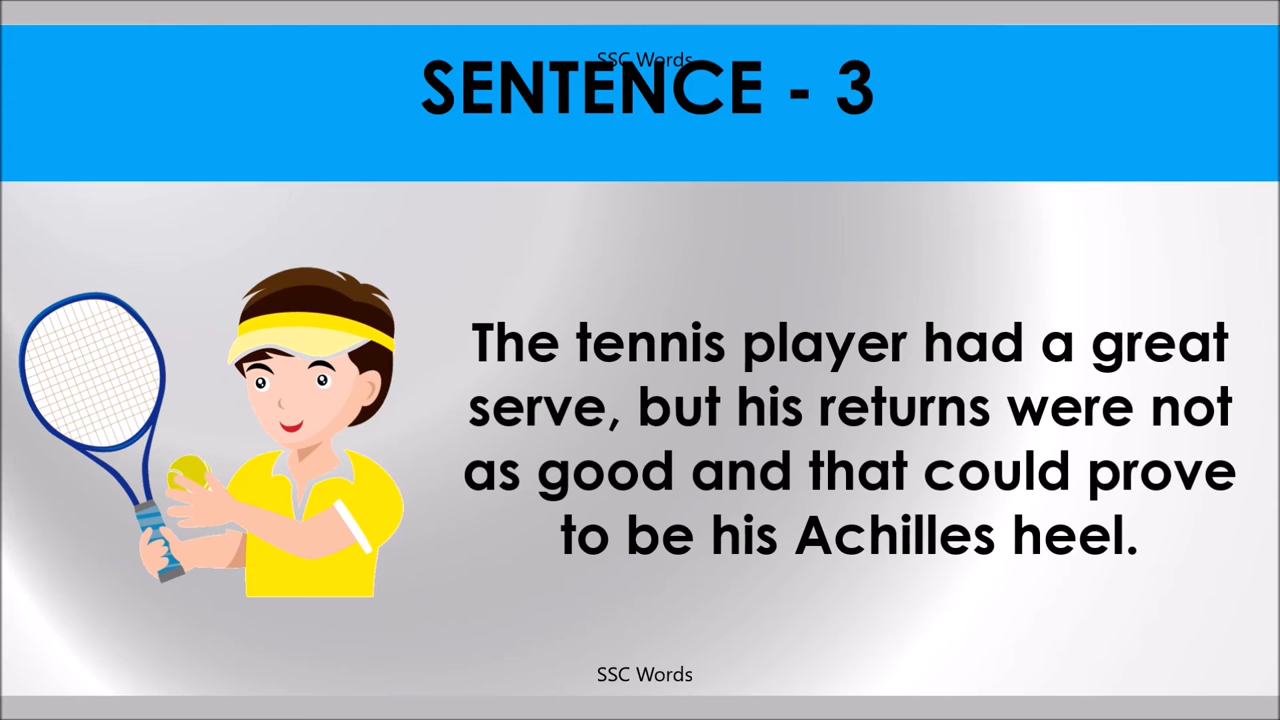 SSC Words
SENTENCE - 3
The tennis player had a great
serve, but his returns were not
as good and that could prove
to be his Achilles heel.
SSC Words